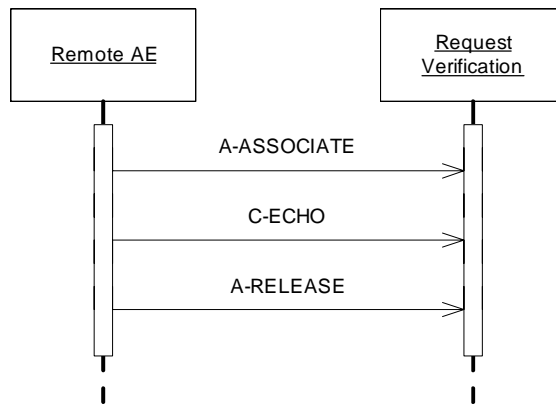 Remote AE
Request
Verification
A-ASSOCIATE
C-ECHO
A-RELEASE